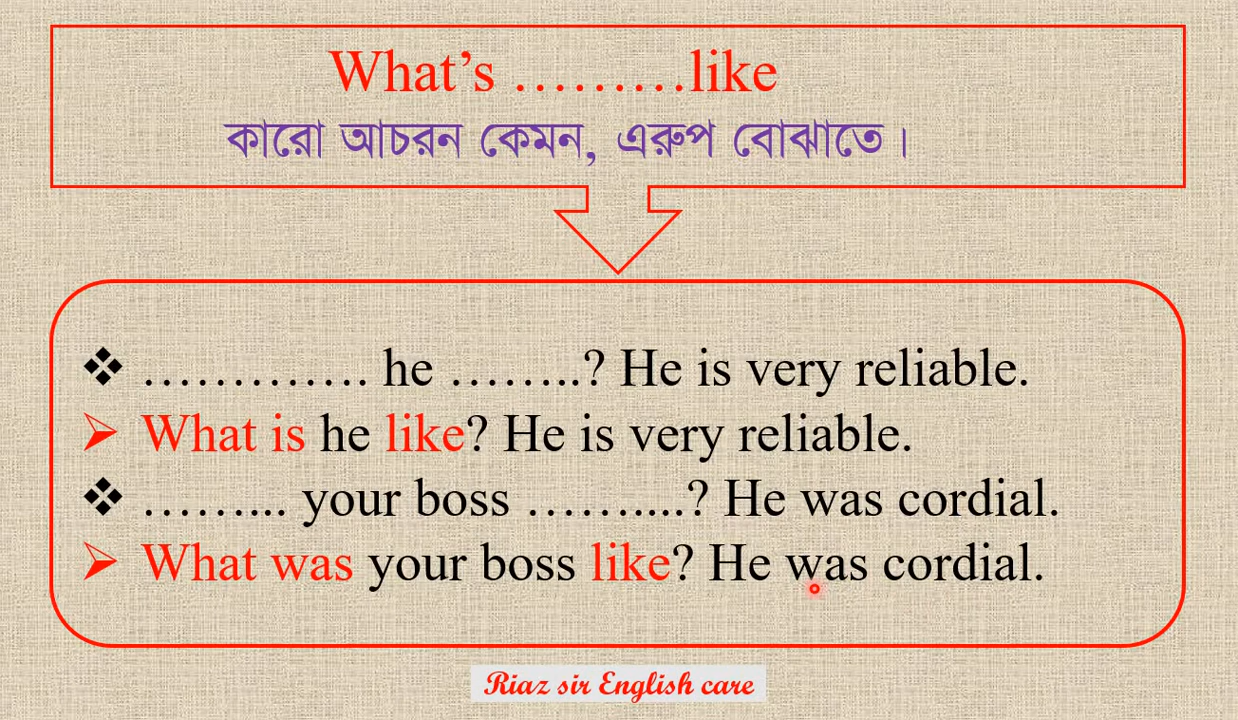 What’s ………like
কারো আচরন কেমন, এরুপ বোঝাতে।
❖ …………. he ……..? He is very reliable.
➢ What is he like? He is very reliable.
❖ ……... your boss ……....? He was cordial.
➢ What was your boss like? He was cordial.
Riaz sir English care